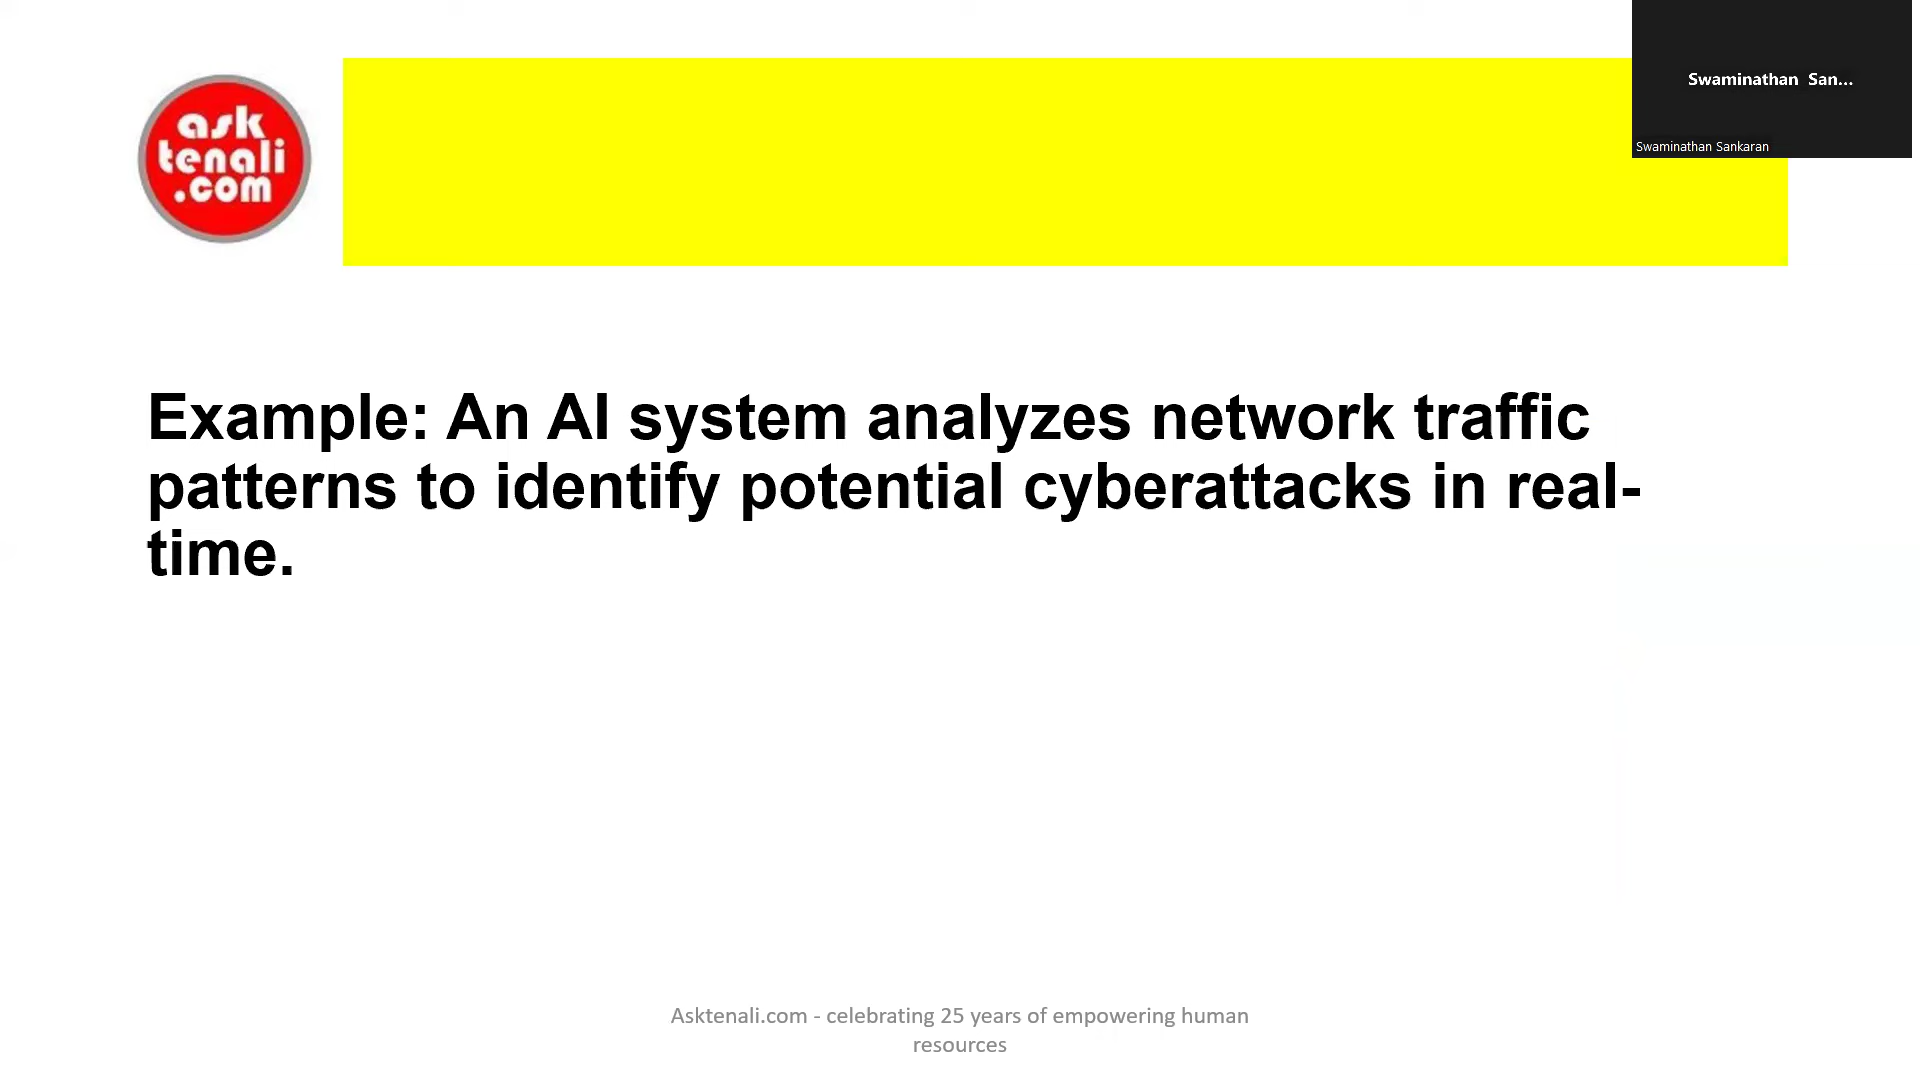 ask
tenali
.com
Swaminathan San...
Swaminathan Sankaran
Example: An AI system analyzes network traffic
patterns to identify potential cyberattacks in real-
time.
Asktenali.com - celebrating 25 years of empowering human
resources